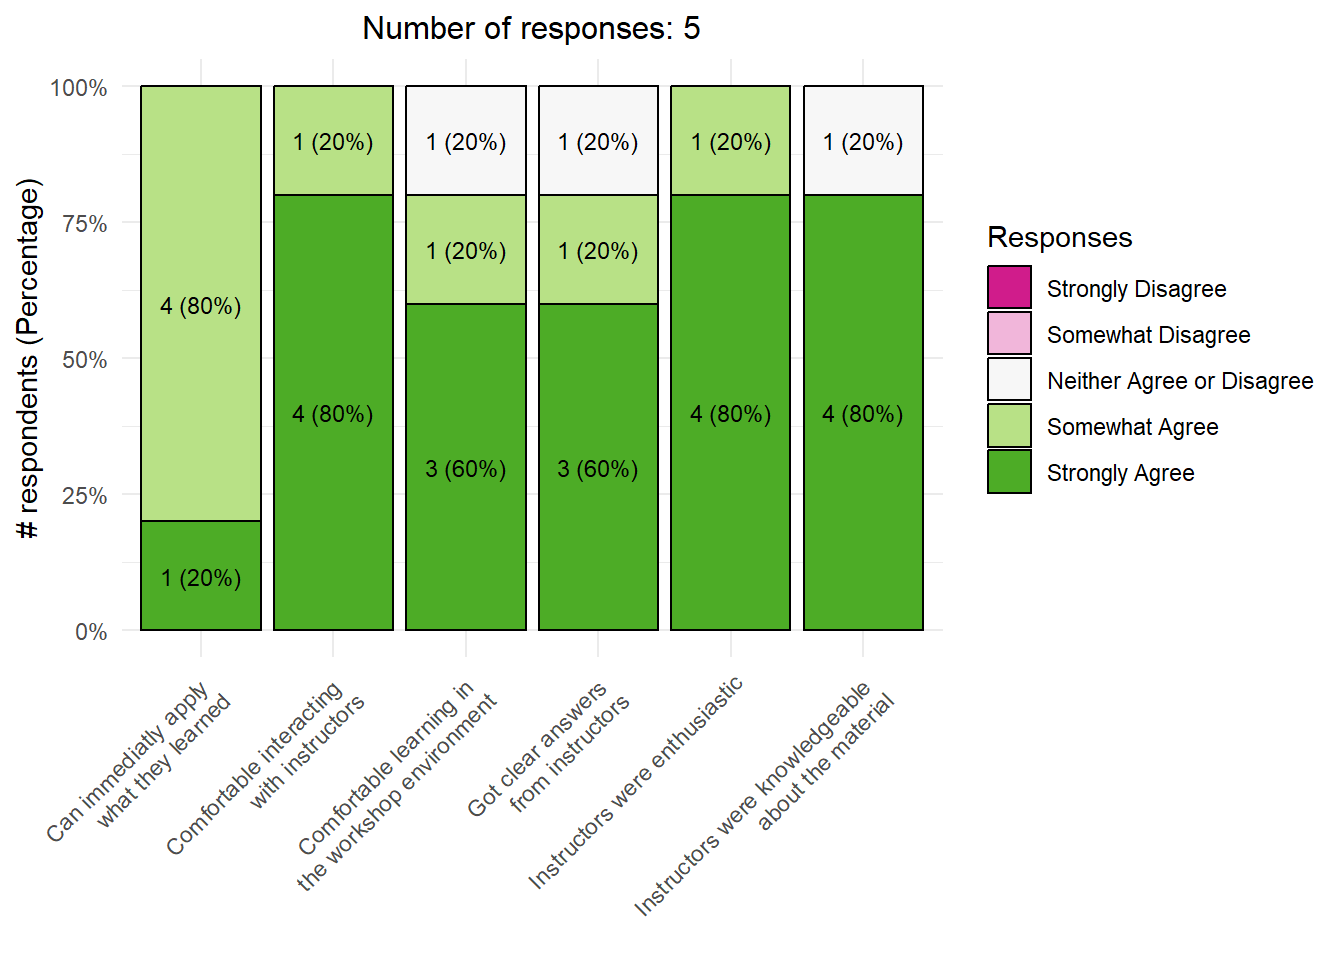 Number of responses: 5
# respondents (Percentage)
100%
75%
50%
25%
0%
4 (80%)
1 (20%)
1 (20%)
4 (80%)
1 (20%)
1 (20%)
3 (60%)
1 (20%)
1 (20%)
3 (60%)
1 (20%)
4 (80%)
1 (20%)
4 (80%)
Can immediatly apply
what they learned
Comfortable interacting
with instructors
Comfortable learning in
the workshop environment
Got clear answers
from instructors
Instructors were enthusiastic
Instructors were knowledgeable
about the material
Responses
Strongly Disagree
Somewhat Disagree
Neither Agree or Disagree
Somewhat Agree
Strongly Agree